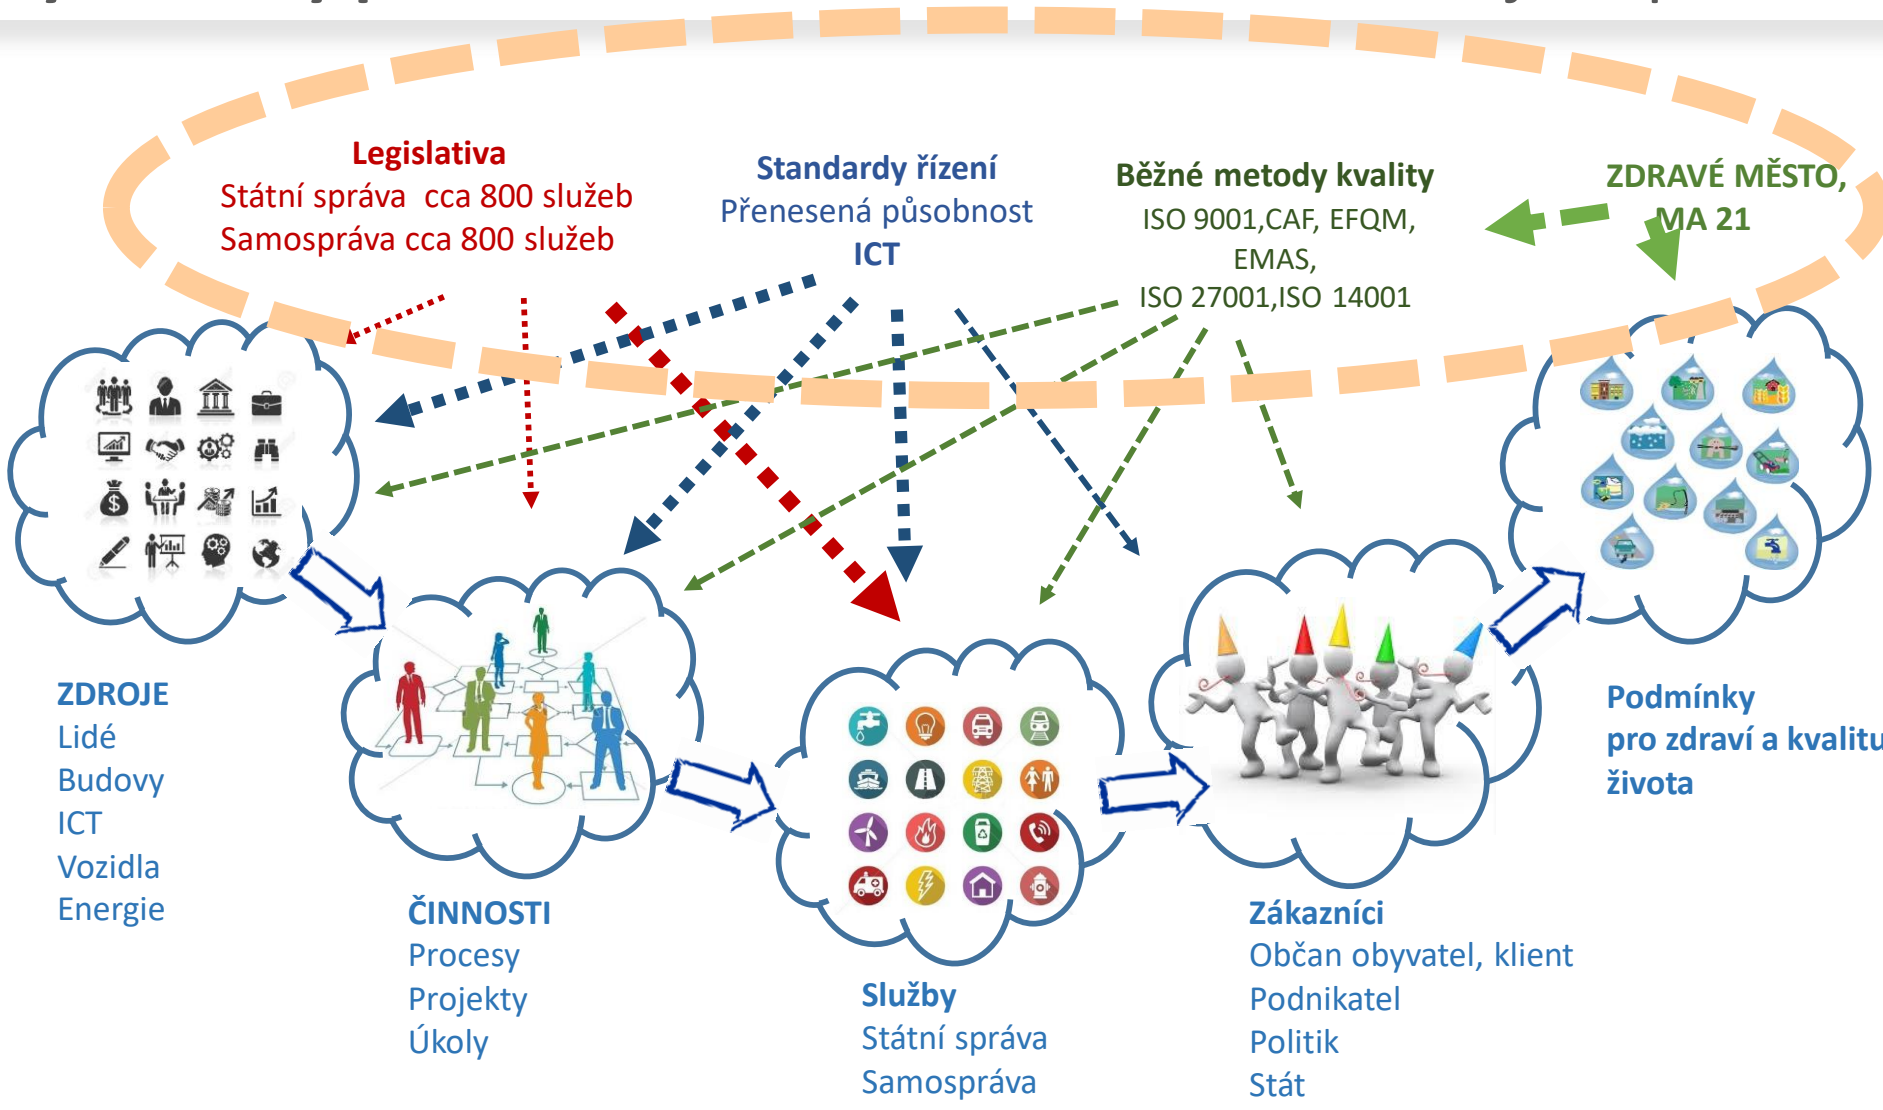 Legislativa
Státní správa cca 800 služeb
Samospráva cca 800 služeb
Standardy řízení
Přenesená působnost
ICT
Běžné metody kvality
ISO 9001,CAF, EFQM,
EMAS,
ISO 27001,ISO 14001
ZDRAVÉ MĚSTO,
MA 21
ZDROJE
Lidé
Budovy
ICT
Vozidla
Energie
ČINNOSTI
Procesy
Projekty
Úkoly
Služby
Státní správa
Samospráva
Zákazníci
Občan obyvatel, klient
Podnikatel
Politik
Stát
Podmínky
pro zdraví a kvalitu
života